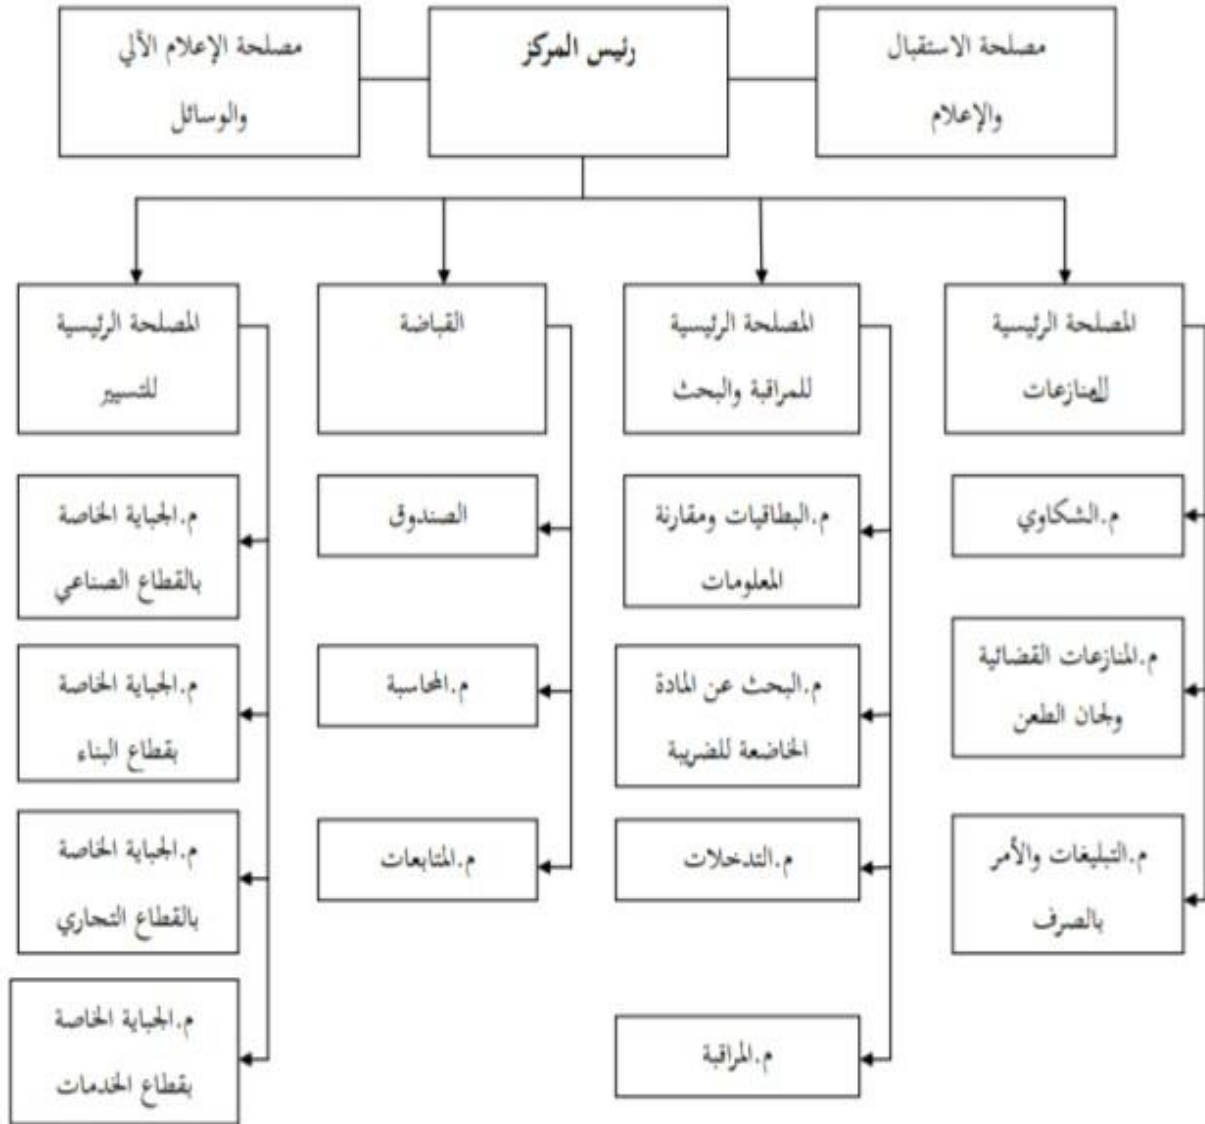 مصلحة الاستقبال
والإعلام
رئيس المركز
مصلحة الإعلام الألي
والوسائل
المصلحة الرئيسية
للمنازعات
المصلحة الرئيسية
للمراقبة والبحث
القباضة
المصلحة الرئيسية
للتسيير
م.الشكاوي
م.المنازعات القضائية
ولجان الطعن
م.التبليغات والأمر
بالصرف
م.البطاقيات ومقارنة
المعلومات
م.البحث عن المادة
الخاضعة للضريبة
م.التدخلات
م.المراقبة
الصندوق
م.المحاسبة
م.المتابعات
م.الجباية الخاصة
بالقطاع الصناعي
م.الجباية الخاصة
بقطاع البناء
م.الجباية الخاصة
بالقطاع التجاري
م.الجباية الخاصة
بقطاع الخدمات